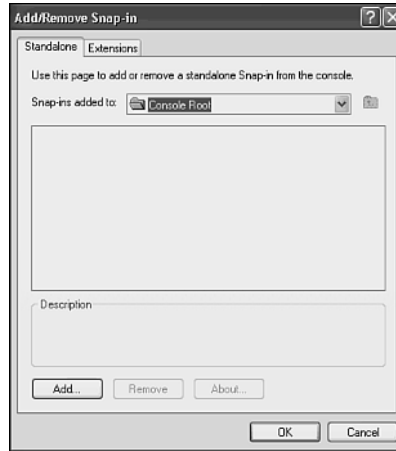 Add/Remove Snap-in
Standalone Extensions
Use this page to add or remove a standalone Snap-in from the console.
Snap-ins added to: Console Root
Description
Add... Remove About...
OK Cancel